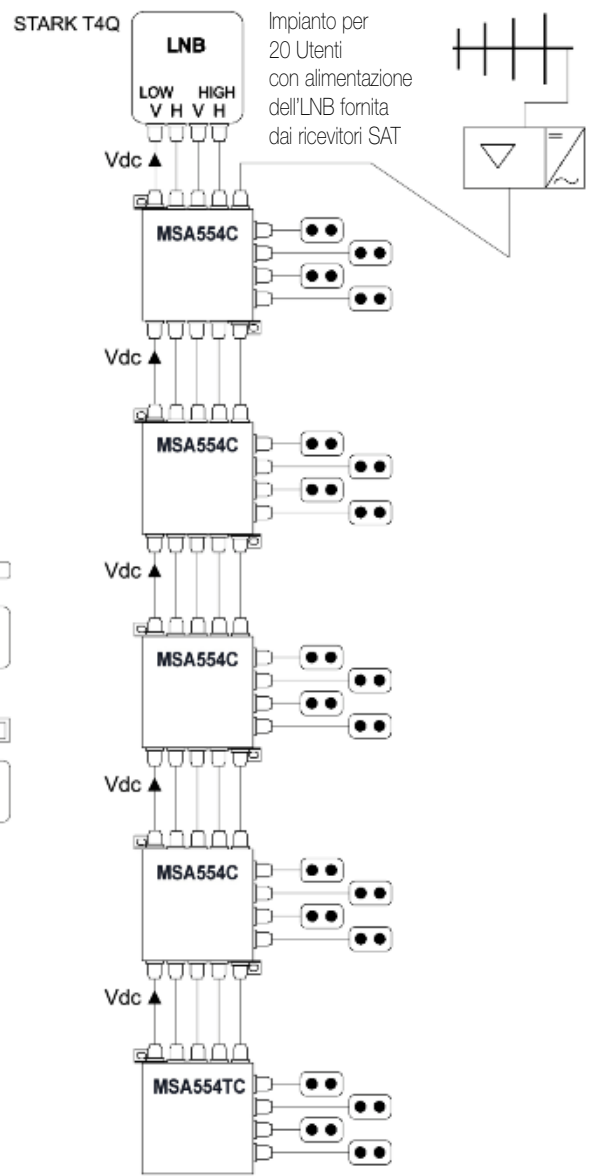 STARK T4Q
LNB
LOW HIGH
V H V H
Impianto per
20 Utenti
con alimentazione
dell'LNB fornita
dai ricevitori SAT
Vdc
MSA554C
Vdc
MSA554C
Vdc
MSA554C
Vdc
MSA554C
Vdc
MSA554TC